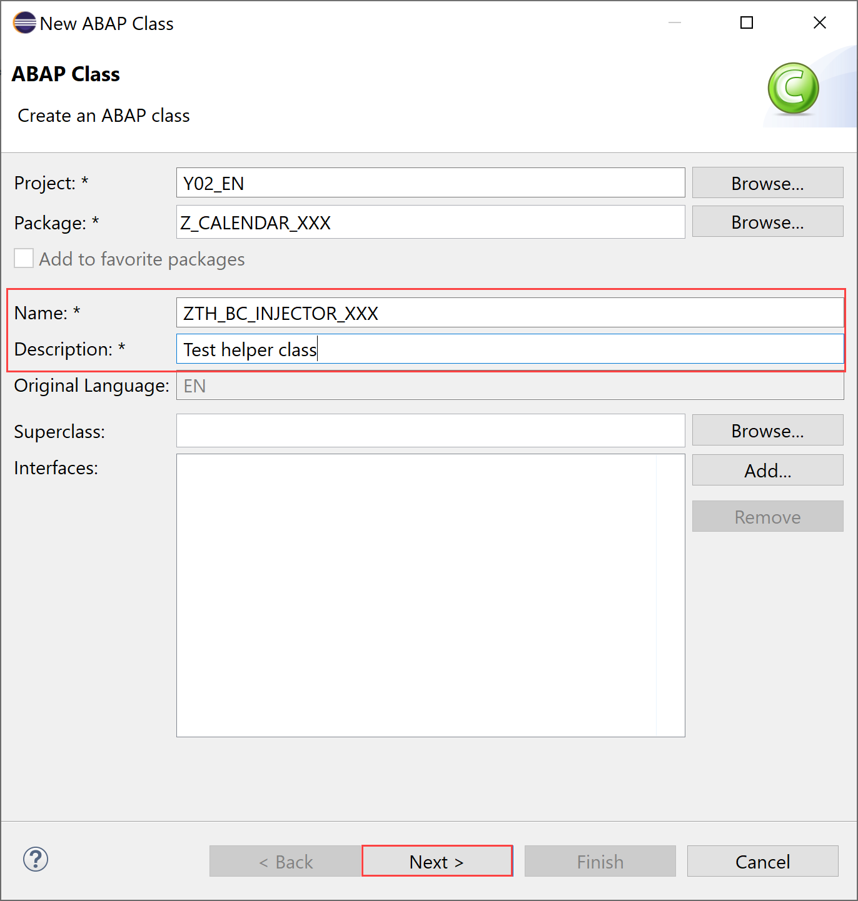 New ABAP Class
ABAP Class
Create an ABAP class
Project: * Y02_EN Browse...
Package: * Z_CALENDAR_XXX Browse...
Add to favorite packages
Name: * ZTH_BC_INJECTOR_XXX
Description: * Test helper class
Original Language: EN
Superclass: Browse...
Interfaces: Add...
Remove
? < Back Next > Finish Cancel